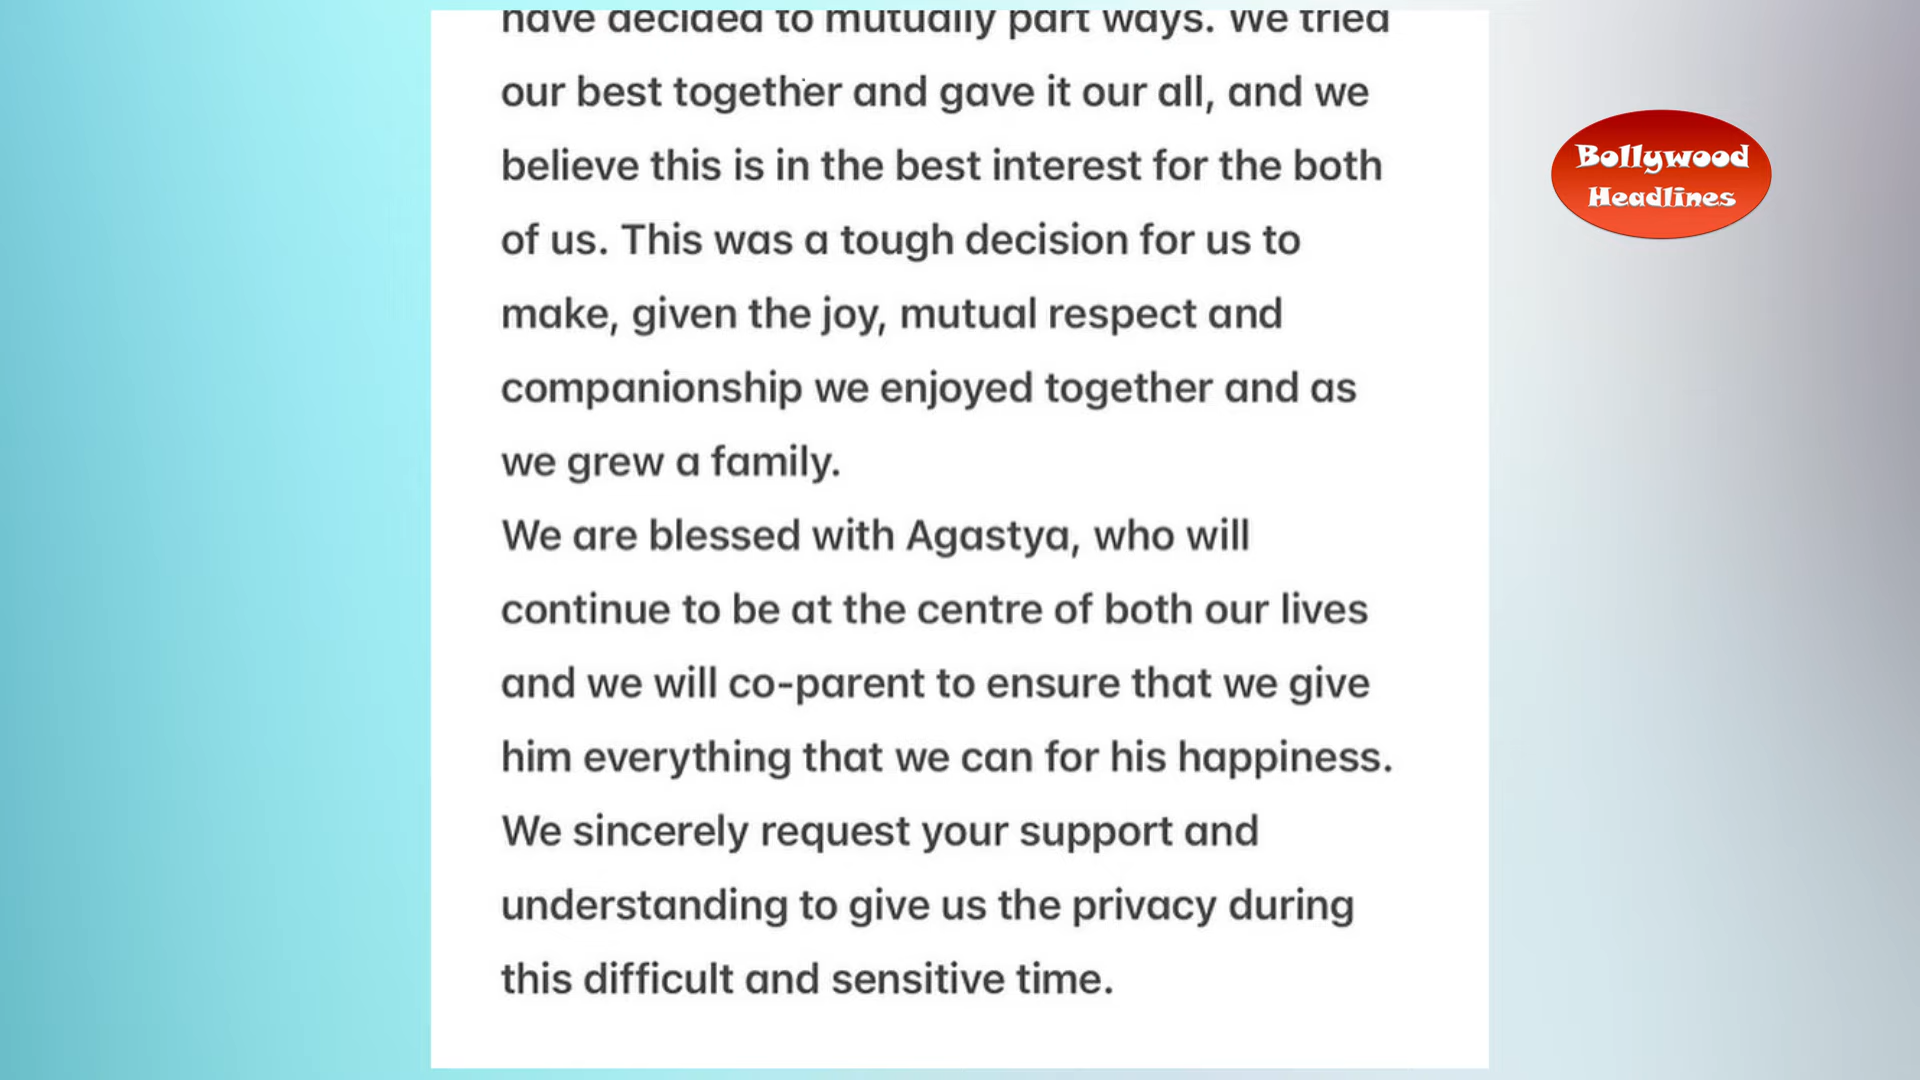 have decided to mutually part ways. We tried
our best together and gave it our all, and we
believe this is in the best interest for the both
of us. This was a tough decision for us to
make, given the joy, mutual respect and
companionship we enjoyed together and as
we grew a family.
We are blessed with Agastya, who will
continue to be at the centre of both our lives
and we will co-parent to ensure that we give
him everything that we can for his happiness.
We sincerely request your support and
understanding to give us the privacy during
this difficult and sensitive time.
Bollywood
Headlines